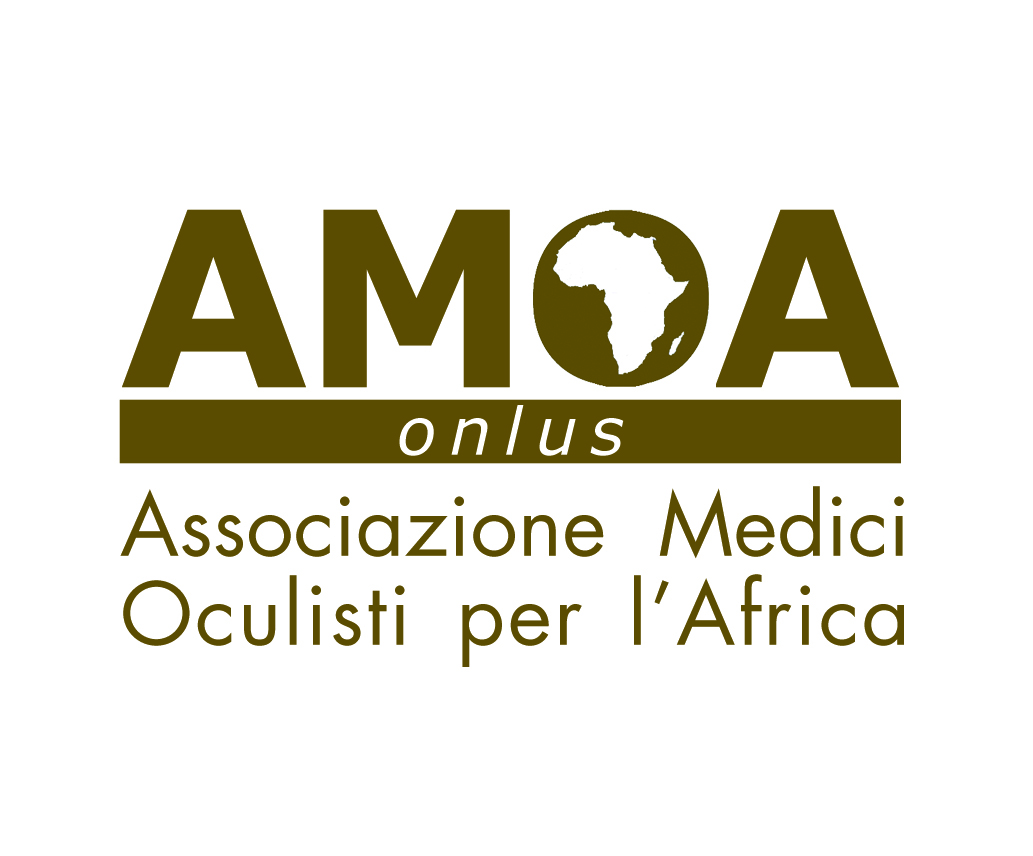 AMOA
onlus
Associazione Medici
Oculisti per l’Africa